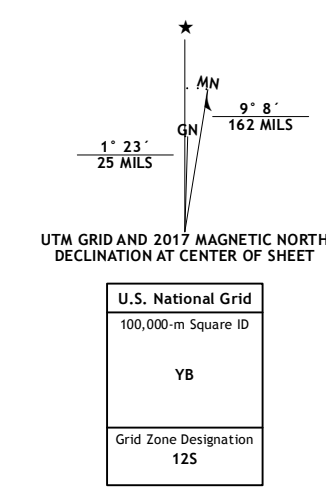 MN
GN
9° 8´
162 MILS
1° 23´
25 MILS
UTM GRID AND 2017 MAGNETIC NORTH
DECLINATION AT CENTER OF SHEET
U.S. National Grid
100,000-m Square ID
YB
Grid Zone Designation
12S